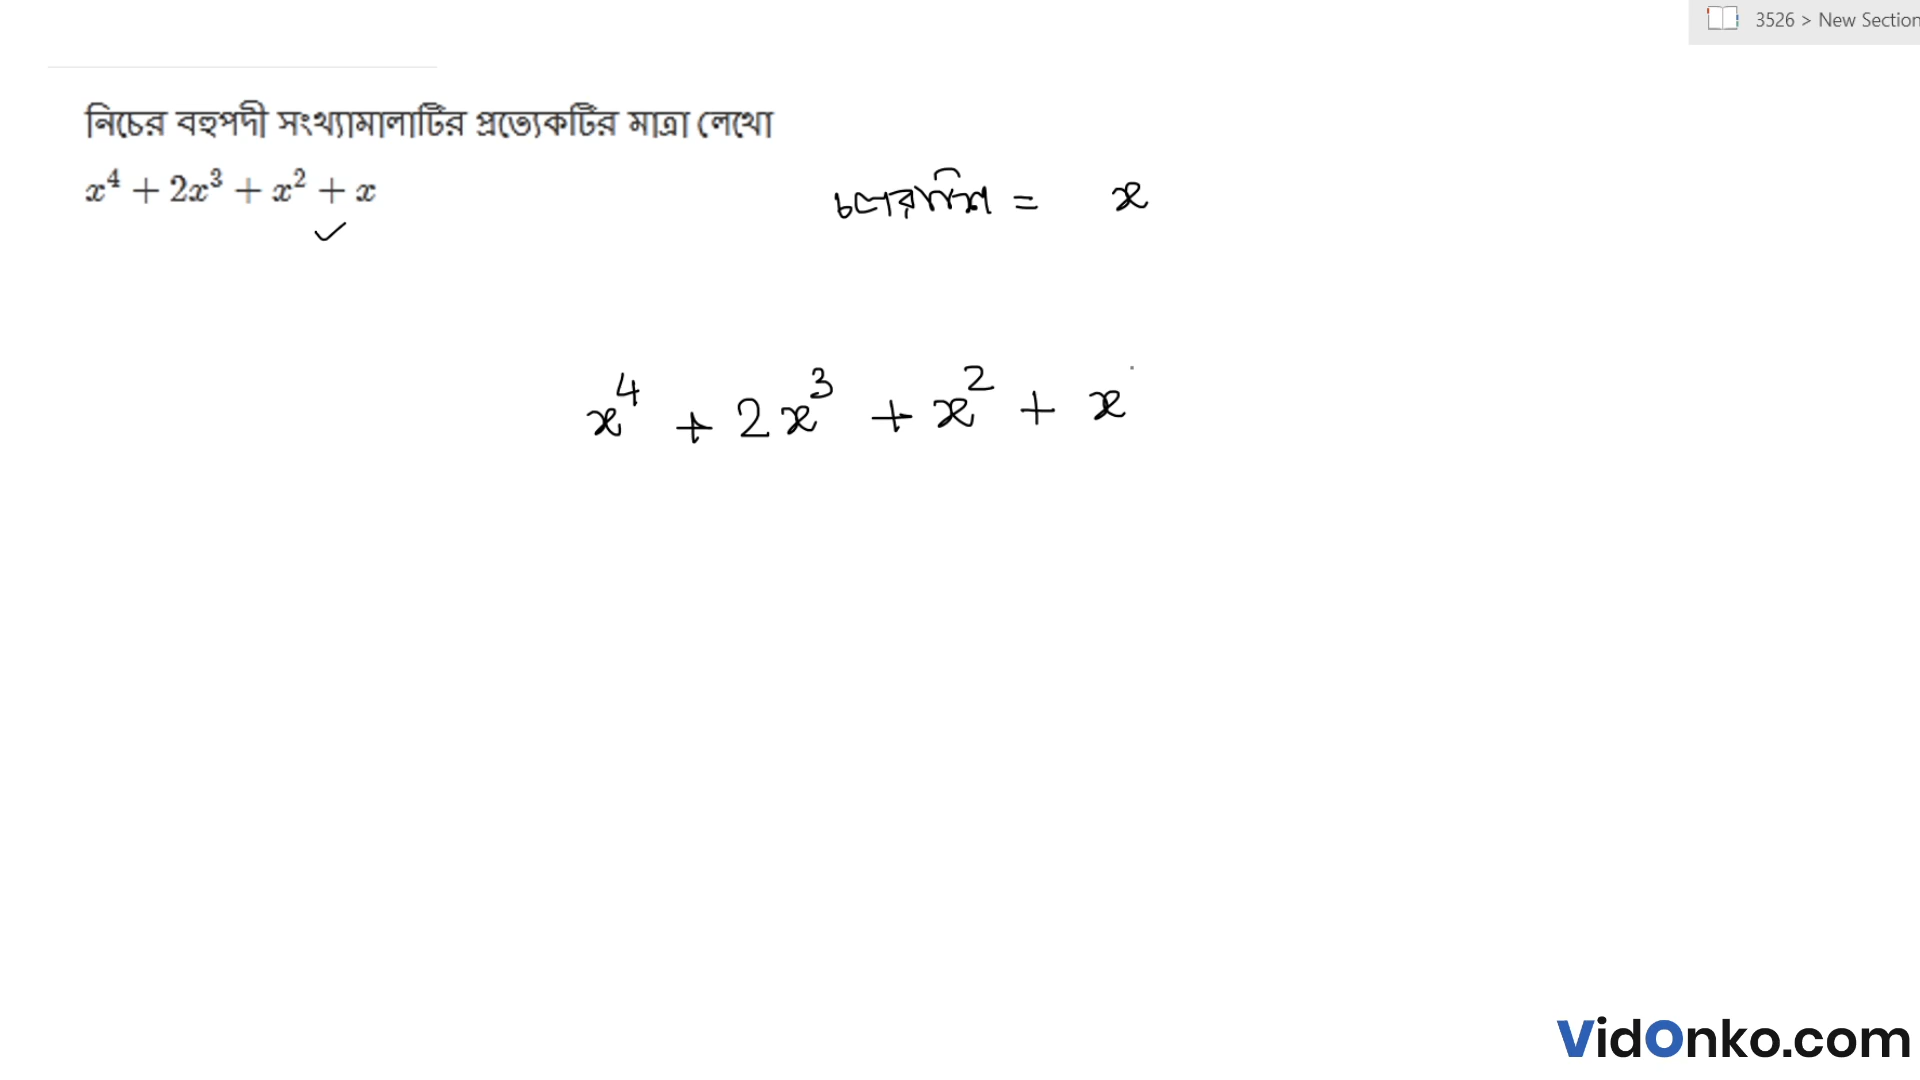 3526 > New Section
নিচের বহুপদী সংখ্যামালাটির প্রত্যেকটির মাত্রা লেখো
x⁴ + 2x³ + x² + x
চলরাশি = x
x⁴ + 2x³ + x² + x
VidOnko.com